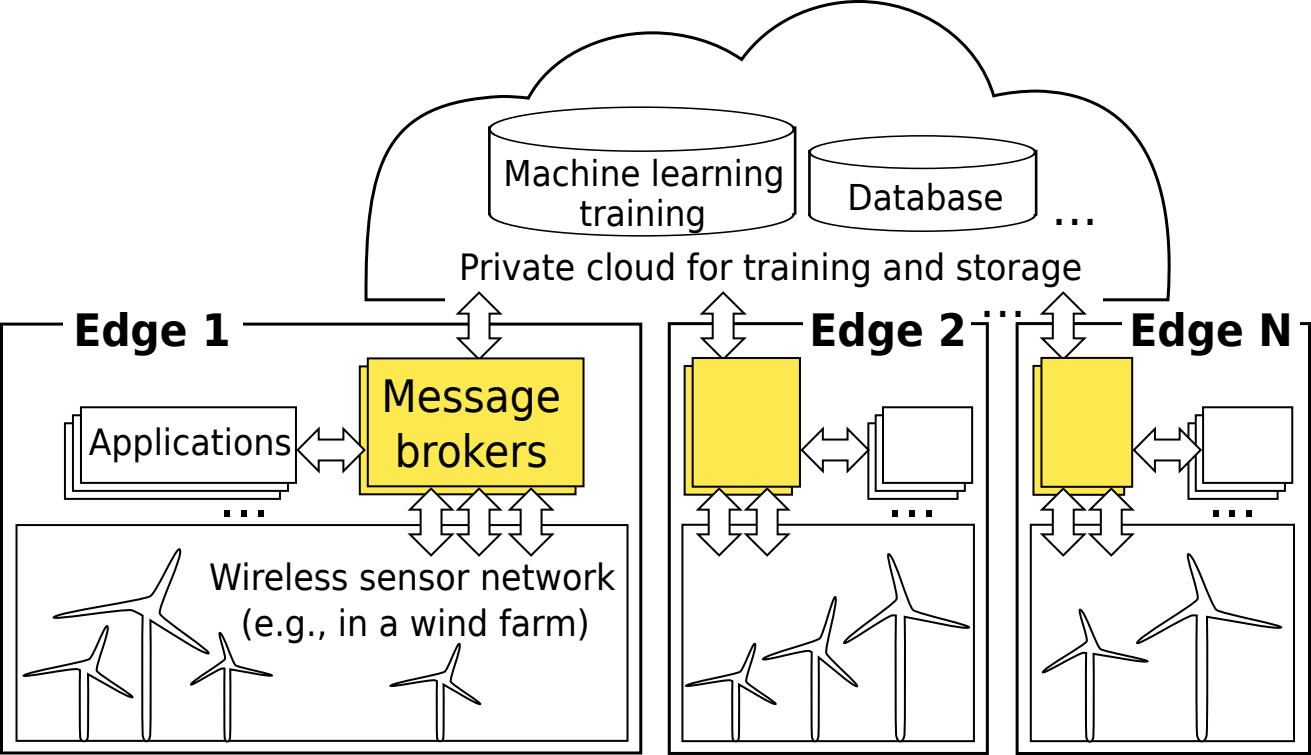 Machine learning
training
Database
...
Private cloud for training and storage
...
Edge 1
Edge 2
Edge N
Message
brokers
Applications
...
...
...
Wireless sensor network
(e.g., in a wind farm)